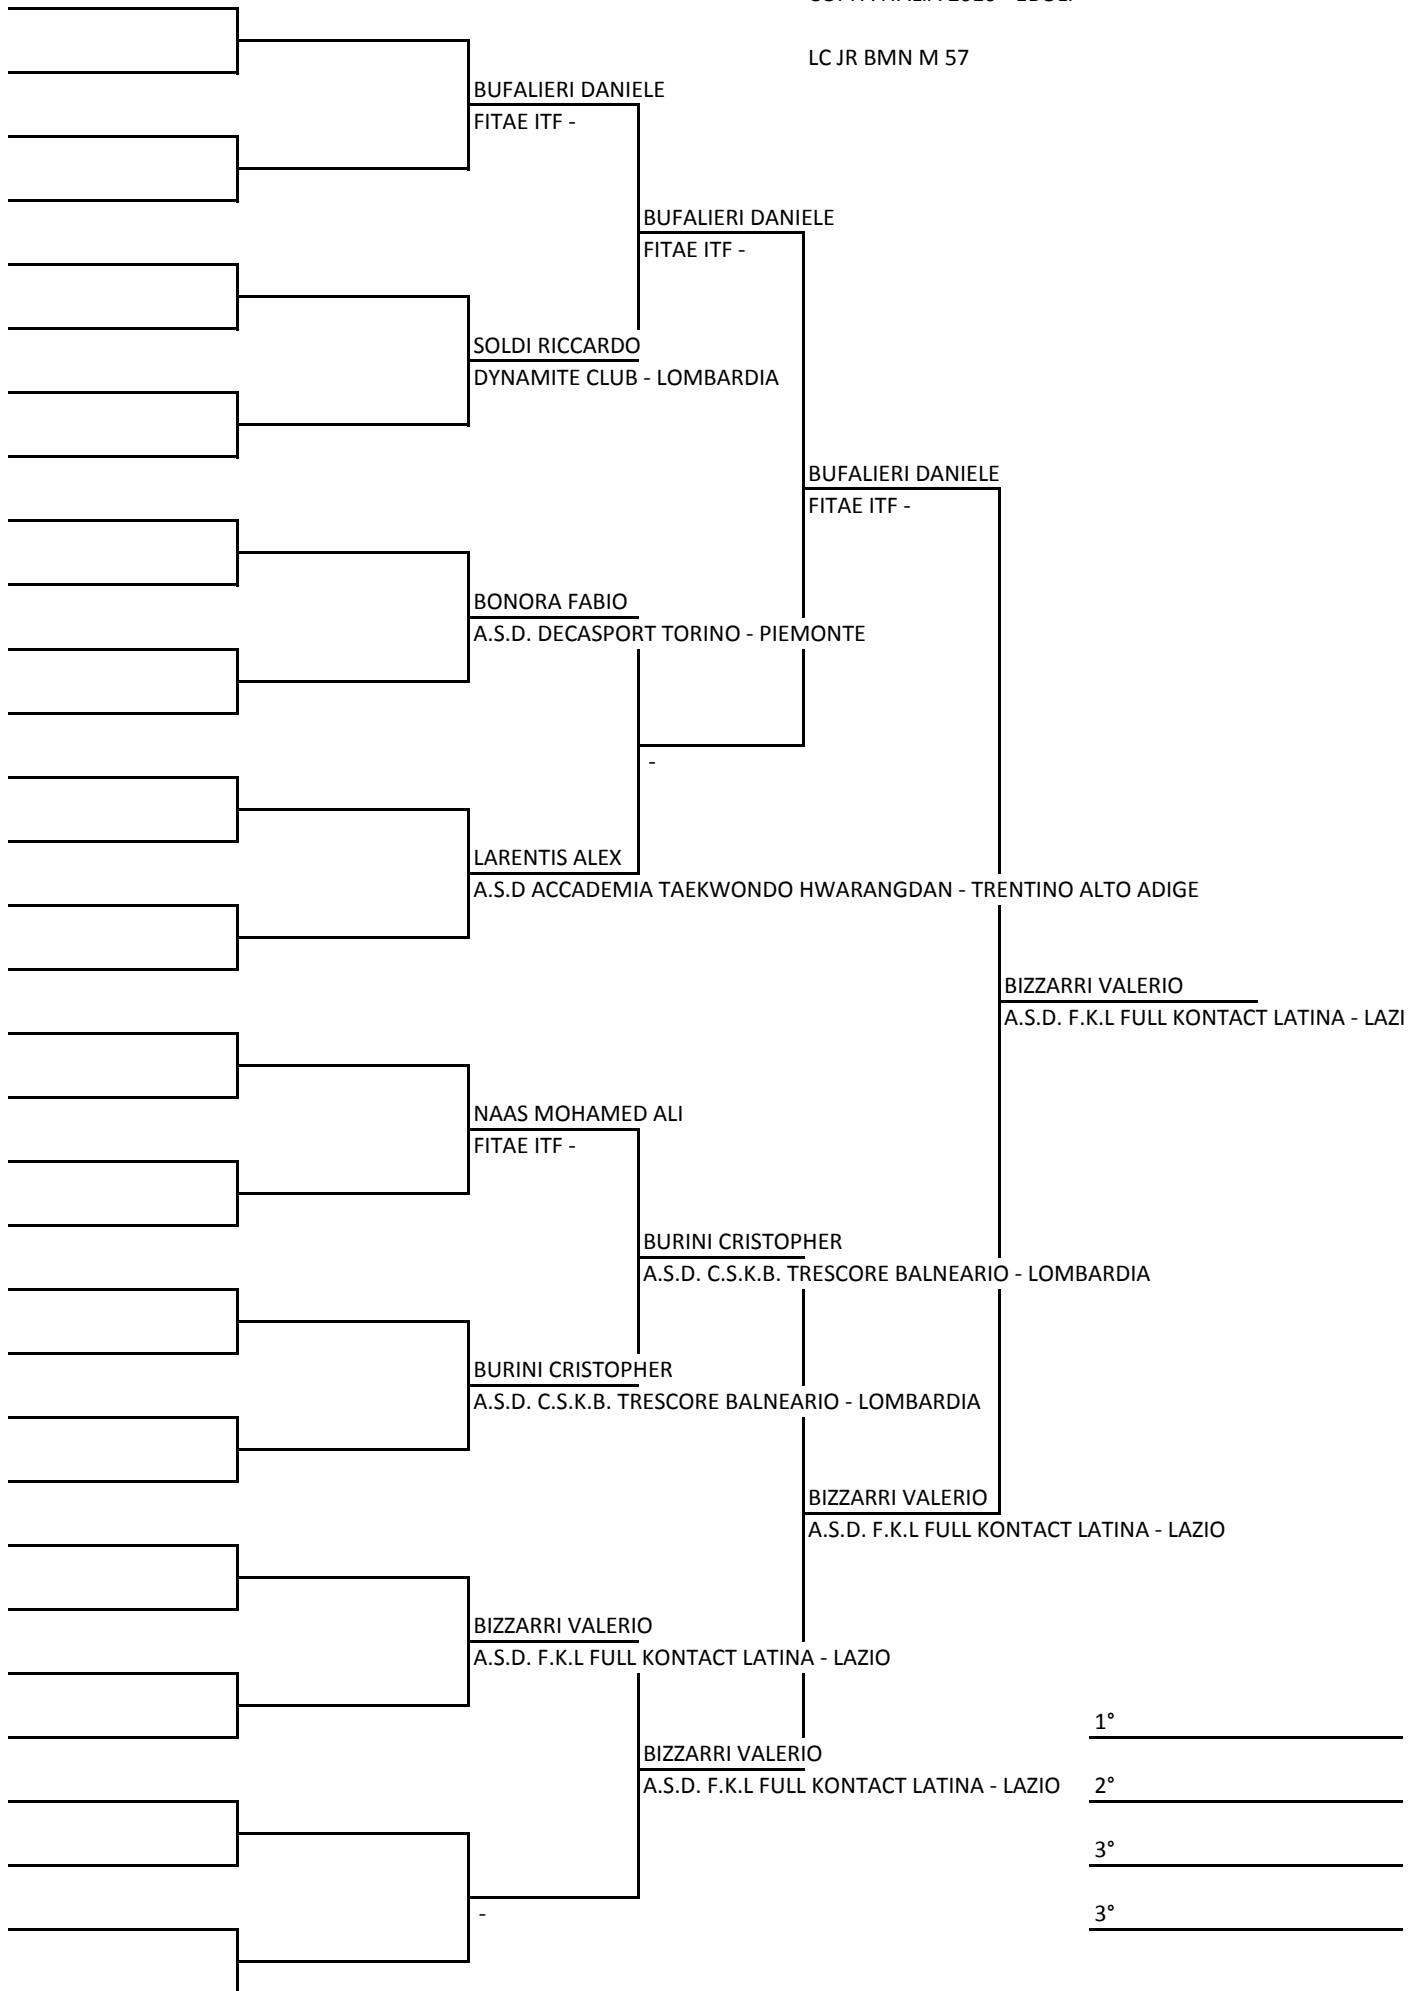 LC JR BMN M 57
BUFALIERI DANIELE
FITAE ITF -
BUFALIERI DANIELE
FITAE ITF -
SOLDI RICCARDO
DYNAMITE CLUB - LOMBARDIA
BUFALIERI DANIELE
FITAE ITF -
BONORA FABIO
A.S.D. DECASPORT TORINO - PIEMONTE
-
LARENTIS ALEX
A.S.D ACCADEMIA TAEKWONDO HWARANGDAN - TRENTINO ALTO ADIGE
BIZZARRI VALERIO
A.S.D. F.K.L FULL KONTACT LATINA - LAZI
NAAS MOHAMED ALI
FITAE ITF -
BURINI CRISTOPHER
A.S.D. C.S.K.B. TRESCORE BALNEARIO - LOMBARDIA
BURINI CRISTOPHER
A.S.D. C.S.K.B. TRESCORE BALNEARIO - LOMBARDIA
BIZZARRI VALERIO
A.S.D. F.K.L FULL KONTACT LATINA - LAZIO
BIZZARRI VALERIO
A.S.D. F.K.L FULL KONTACT LATINA - LAZIO
1°
BIZZARRI VALERIO
A.S.D. F.K.L FULL KONTACT LATINA - LAZIO
2°
3°
-
3°